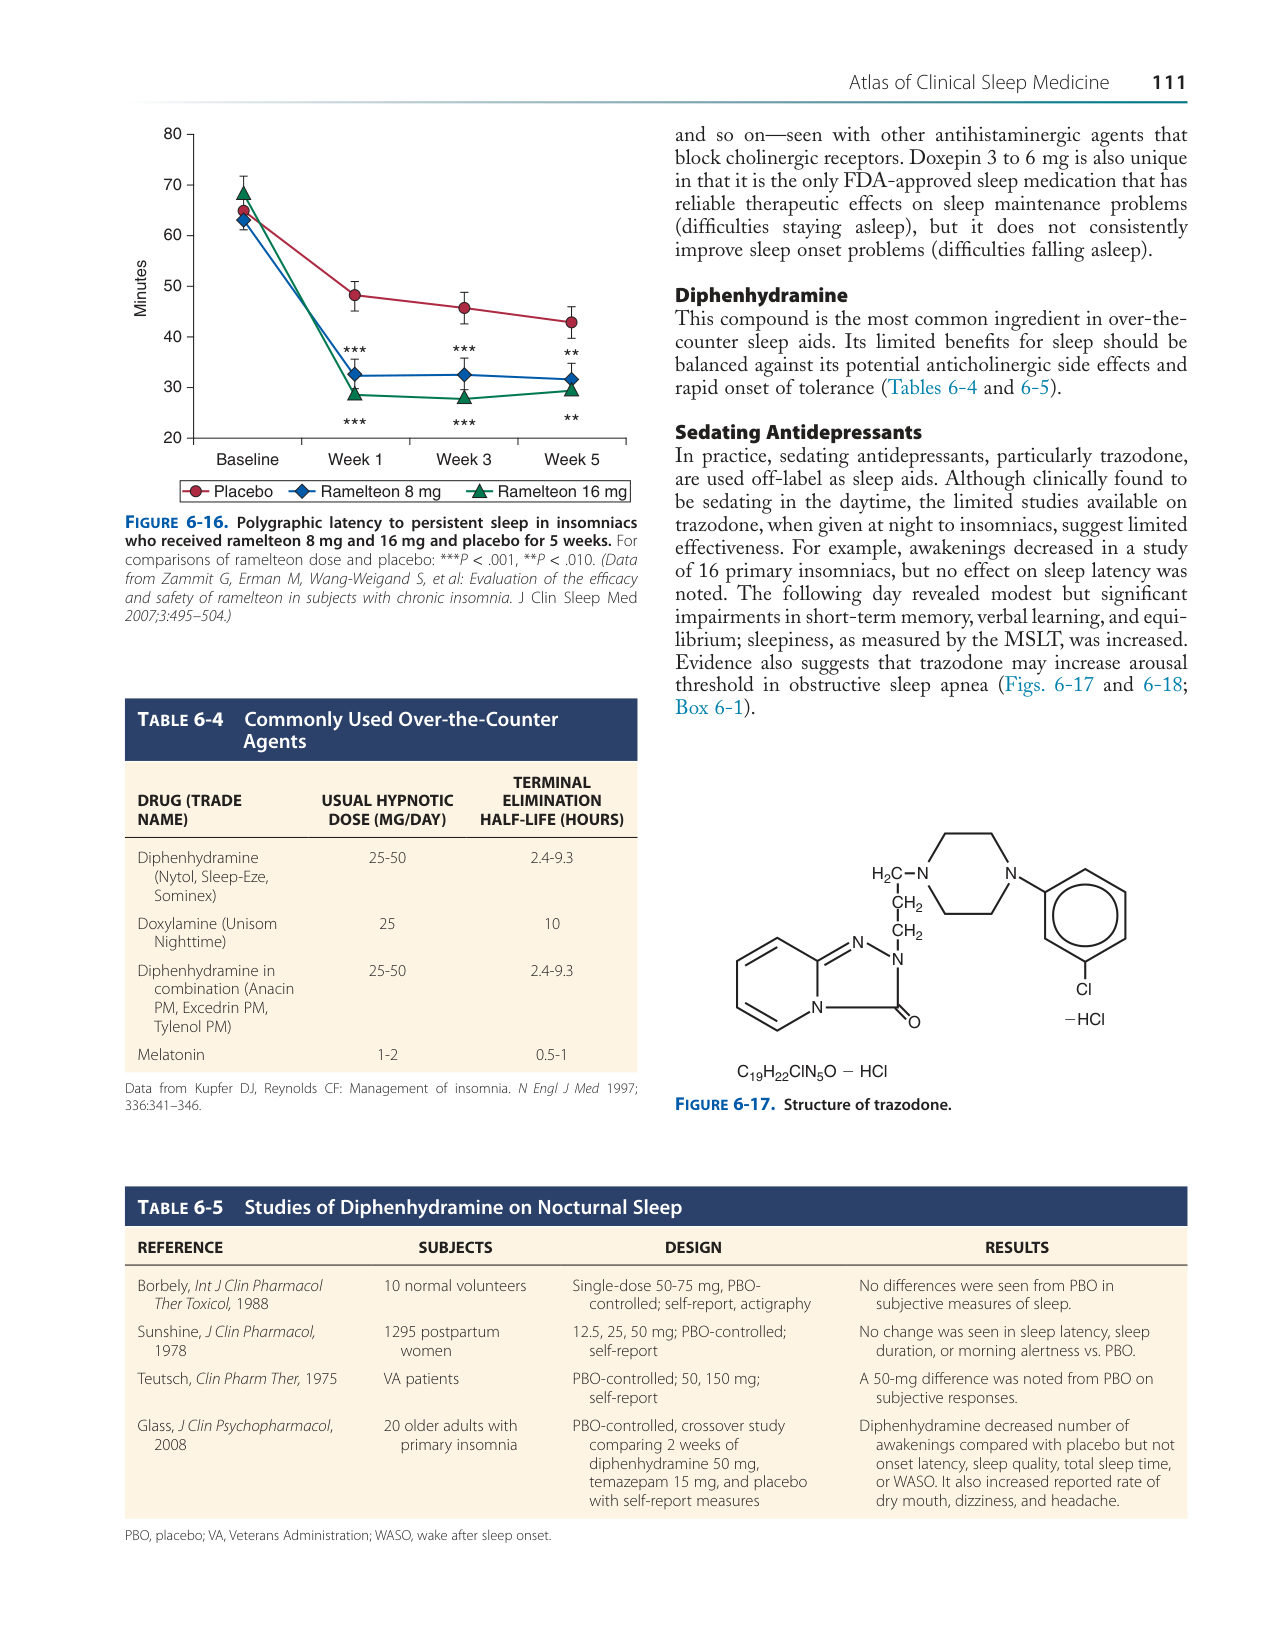 Atlas of Clinical Sleep Medicine 111
80
70
60
50
40
30
20
Minutes
*** *** **
*** *** **
Baseline Week 1 Week 3 Week 5
Placebo Ramelteon 8 mg Ramelteon 16 mg
FIGURE 6-16. Polygraphic latency to persistent sleep in insomniacs
who received ramelteon 8 mg and 16 mg and placebo for 5 weeks. For
comparisons of ramelteon dose and placebo: ***P < .001, **P < .010. (Data
from Zammit G, Erman M, Wang-Weigand S, et al: Evaluation of the efficacy
and safety of ramelteon in subjects with chronic insomnia. J Clin Sleep Med
2007;3:495–504.)
TABLE 6-4 Commonly Used Over-the-Counter
Agents
DRUG (TRADE
NAME)
USUAL HYPNOTIC
DOSE (MG/DAY)
TERMINAL
ELIMINATION
HALF-LIFE (HOURS)
Diphenhydramine 25-50 2.4-9.3
(Nytol, Sleep-Eze,
Sominex)
Doxylamine (Unisom 25 10
Nighttime)
Diphenhydramine in 25-50 2.4-9.3
combination (Anacin
PM, Excedrin PM,
Tylenol PM)
Melatonin 1-2 0.5-1
Data from Kupfer DJ, Reynolds CF: Management of insomnia. N Engl J Med 1997;
336:341–346.
and so on—seen with other antihistaminergic agents that
block cholinergic receptors. Doxepin 3 to 6 mg is also unique
in that it is the only FDA-approved sleep medication that has
reliable therapeutic effects on sleep maintenance problems
(difficulties staying asleep), but it does not consistently
improve sleep onset problems (difficulties falling asleep).
Diphenhydramine
This compound is the most common ingredient in over-the-
counter sleep aids. Its limited benefits for sleep should be
balanced against its potential anticholinergic side effects and
rapid onset of tolerance (Tables 6-4 and 6-5).
Sedating Antidepressants
In practice, sedating antidepressants, particularly trazodone,
are used off-label as sleep aids. Although clinically found to
be sedating in the daytime, the limited studies available on
trazodone, when given at night to insomniacs, suggest limited
effectiveness. For example, awakenings decreased in a study
of 16 primary insomniacs, but no effect on sleep latency was
noted. The following day revealed modest but significant
impairments in short-term memory, verbal learning, and equi-
librium; sleepiness, as measured by the MSLT, was increased.
Evidence also suggests that trazodone may increase arousal
threshold in obstructive sleep apnea (Figs. 6-17 and 6-18;
Box 6-1).
H₂C N N
CH₂
CH₂
N
N
N
O
Cl
−HCl
C₁₉H₂₂ClN₅O − HCl
FIGURE 6-17. Structure of trazodone.
TABLE 6-5 Studies of Diphenhydramine on Nocturnal Sleep
REFERENCE SUBJECTS DESIGN RESULTS
Borbely, Int J Clin Pharmacol 10 normal volunteers Single-dose 50-75 mg, PBO- No differences were seen from PBO in
Ther Toxicol, 1988 controlled; self-report, actigraphy subjective measures of sleep.
Sunshine, J Clin Pharmacol, 1295 postpartum 12.5, 25, 50 mg; PBO-controlled; No change was seen in sleep latency, sleep
1978 women self-report duration, or morning alertness vs. PBO.
Teutsch, Clin Pharm Ther, 1975 VA patients PBO-controlled; 50, 150 mg; A 50-mg difference was noted from PBO on
self-report subjective responses.
Glass, J Clin Psychopharmacol, 20 older adults with PBO-controlled, crossover study Diphenhydramine decreased number of
2008 primary insomnia comparing 2 weeks of awakenings compared with placebo but not
diphenhydramine 50 mg, onset latency, sleep quality, total sleep time,
temazepam 15 mg, and placebo or WASO. It also increased reported rate of
with self-report measures dry mouth, dizziness, and headache.
PBO, placebo; VA, Veterans Administration; WASO, wake after sleep onset.